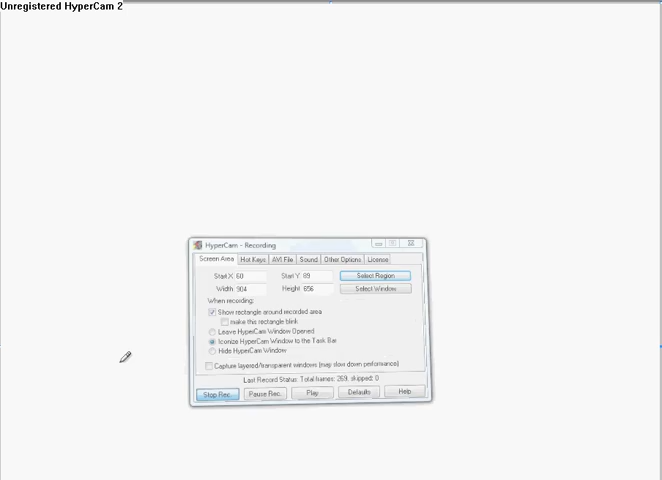 Unregistered HyperCam 2
HyperCam - Recording
Screen Area Hot Keys AVI File Sound Other Options License
Start X: 60 Start Y: 89 Select Region
Width 904 Height 656 Select Window
When recording:
Show rectangle around recorded area
make this rectangle blink
Leave HyperCam Window Opened
Iconize HyperCam Window to the Task Bar
Hide HyperCam Window
Capture layered/transparent windows (may slow down performance)
Last Record Status: Total frames: 269, skipped: 0
Stop Rec. Pause Rec. Play Defaults Help